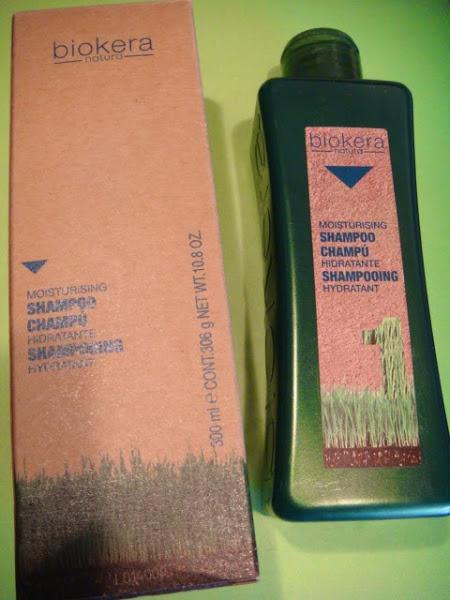 biokera
natura
MOISTURISING
SHAMPOO
CHAMPÚ
HIDRATANTE
SHAMPOOING
HYDRATANT
300 ml e CONT.306 g NET WT.10.8 OZ.
biokera
natura
MOISTURISING
SHAMPOO
CHAMPÚ
HIDRATANTE
SHAMPOOING
HYDRATANT
1